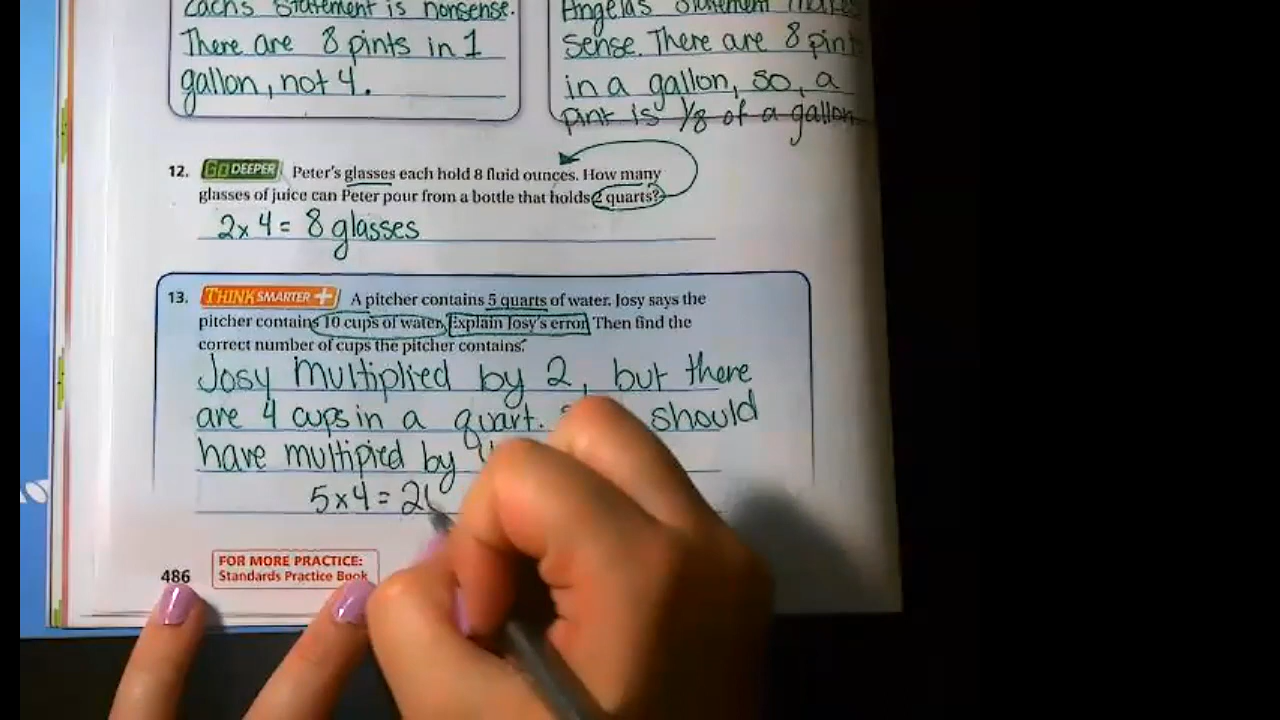 Zach's statement is nonsense.
There are 8 pints in 1
gallon, not 4.
Angela's statement makes
sense. There are 8 pint
in a gallon, so, a
pint is 1/8 of a gallon
12. GO DEEPER Peter's glasses each hold 8 fluid ounces. How many
glasses of juice can Peter pour from a bottle that holds 2 quarts?
2x4= 8 glasses
13. THINK SMARTER + A pitcher contains 5 quarts of water. Josy says the
pitcher contains 10 cups of water. Explain Josy's error. Then find the
correct number of cups the pitcher contains.
Josy multiplied by 2, but there
are 4 cups in a quart. should
have multipied by
5x4=2
486
FOR MORE PRACTICE:
Standards Practice Book